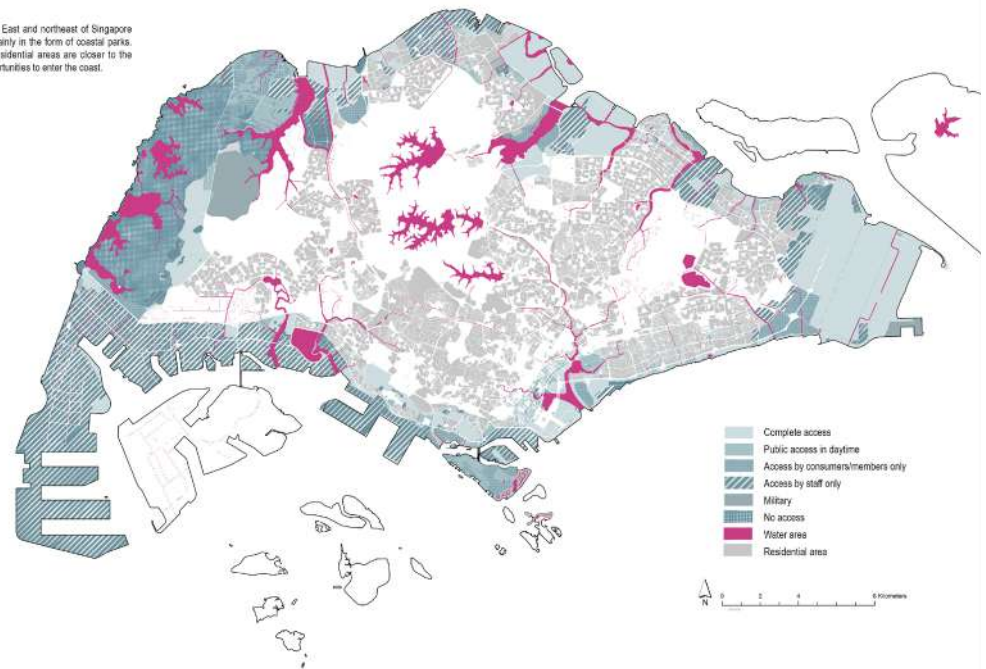 East and northeast of Singapore
ainly in the form of coastal parks.
sidential areas are closer to the
rtunities to enter the coast.
Complete access
Public access in daytime
Access by consumers/members only
Access by staff only
Military
No access
Water area
Residential area
N
0 2 4 8 Kilometers